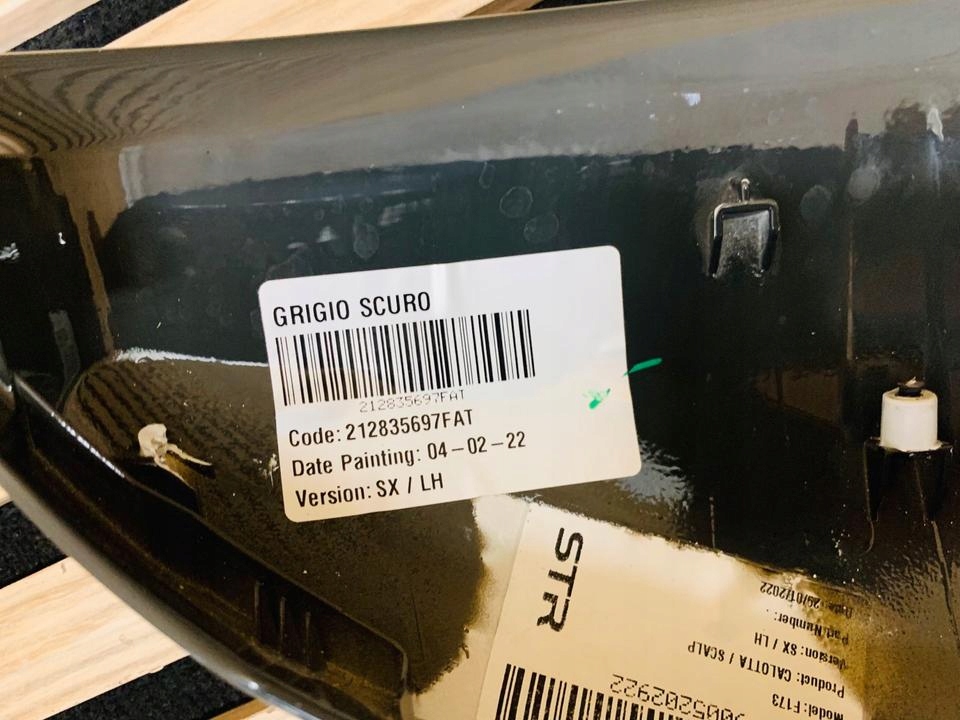 GRIGIO SCURO
212835697FAT
Code: 212835697FAT
Date Painting: 04-02-22
Version: SX / LH
STR
Model: F173
Product: CALOTTA / SCALP
Version: SX / LH
Part Number: .
Date: 29/01/2022